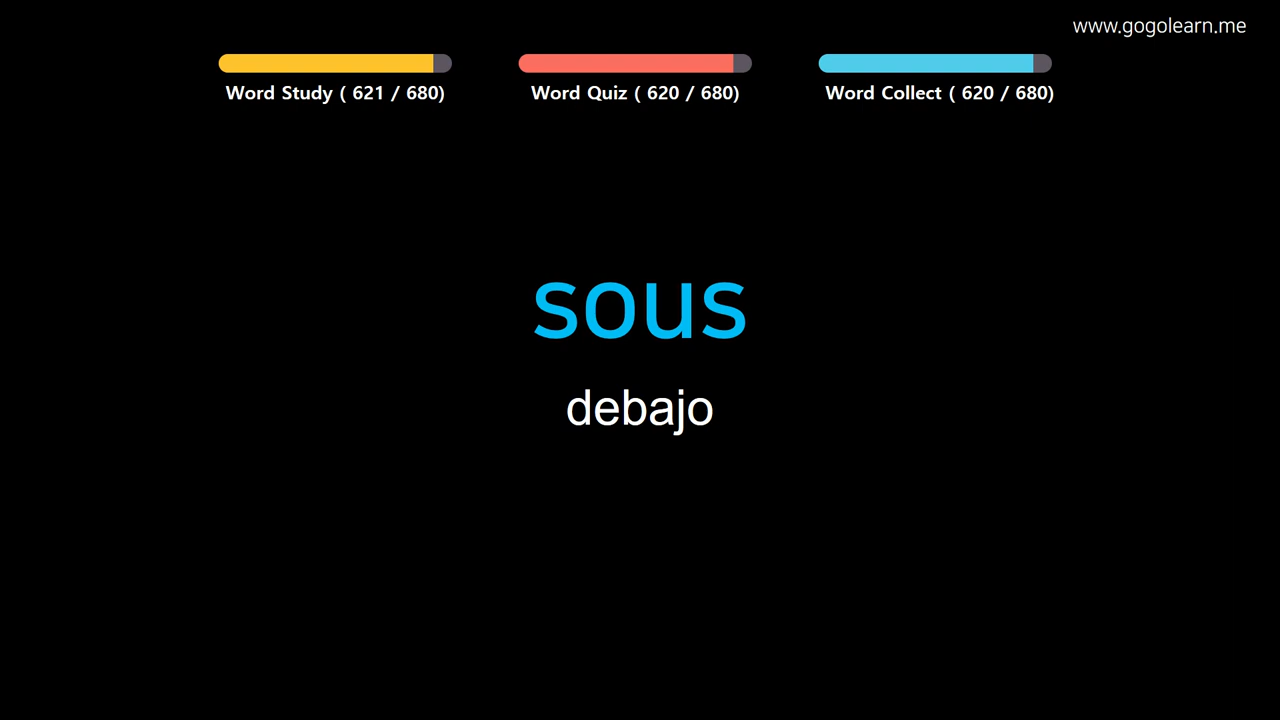 www.gogolearn.me
Word Study ( 621 / 680)
Word Quiz ( 620 / 680)
Word Collect ( 620 / 680)
sous
debajo